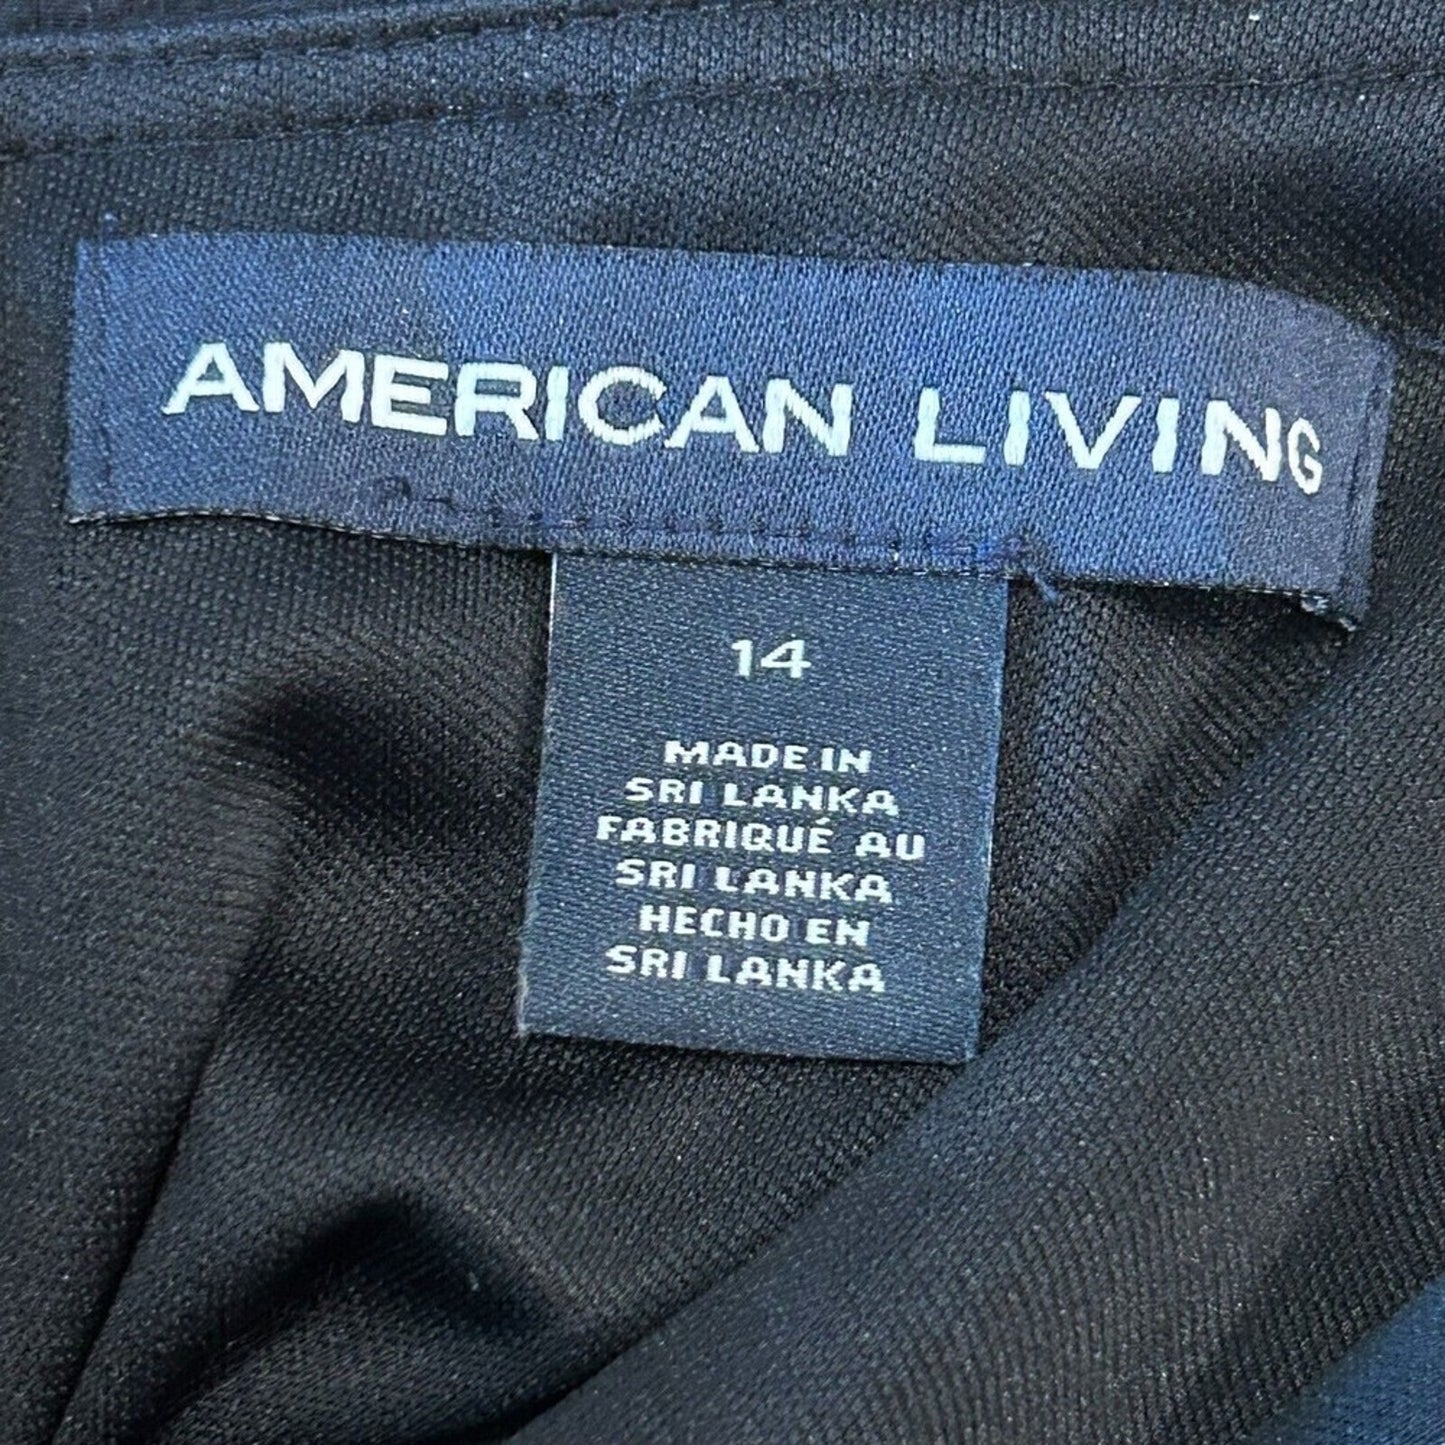 AMERICAN LIVING
14
MADE IN
SRI LANKA
FABRIQUÉ AU
SRI LANKA
HECHO EN
SRI LANKA